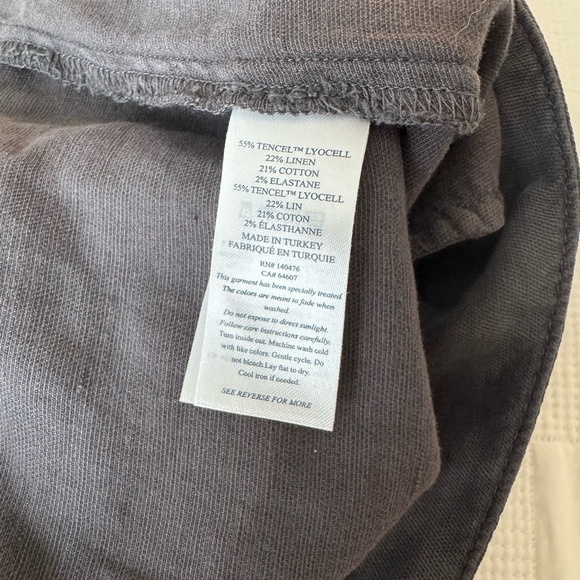 55% TENCEL™ LYOCELL
22% LINEN
21% COTTON
2% ELASTANE
55% TENCEL™ LYOCELL
22% LIN
21% COTON
2% ÉLASTHANNE
MADE IN TURKEY
FABRIQUÉ EN TURQUIE
RN# 140476
CA# 64607
This garment has been specially treated.
The colors are meant to fade when
washed.
Do not expose to direct sunlight.
Follow care instructions carefully.
Turn inside out. Machine wash cold
with like colors. Gentle cycle. Do
not bleach.Lay flat to dry.
Cool iron if needed.
SEE REVERSE FOR MORE